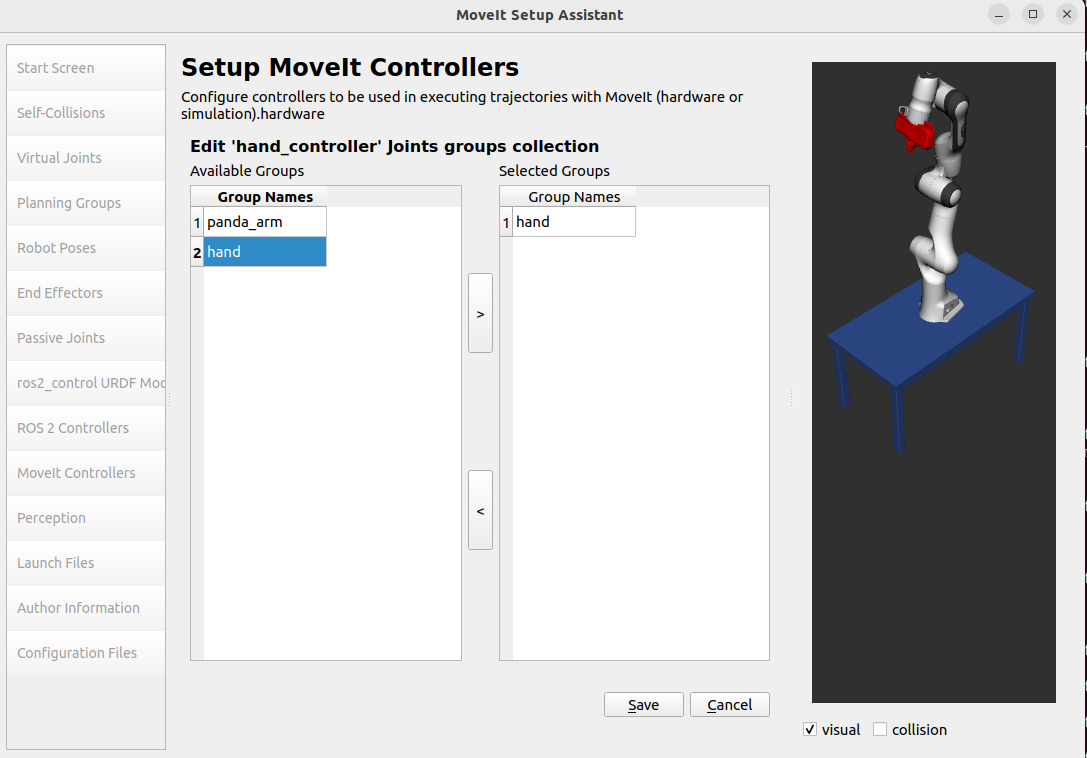 MoveIt Setup Assistant
Start Screen
Self-Collisions
Virtual Joints
Planning Groups
Robot Poses
End Effectors
Passive Joints
ros2_control URDF Moc
ROS 2 Controllers
MoveIt Controllers
Perception
Launch Files
Author Information
Configuration Files
Setup MoveIt Controllers
Configure controllers to be used in executing trajectories with MoveIt (hardware or
simulation).hardware
Edit 'hand_controller' Joints groups collection
Available Groups
Group Names
1 panda_arm
2 hand
>
<
Selected Groups
Group Names
1 hand
Save
Cancel
visual
collision